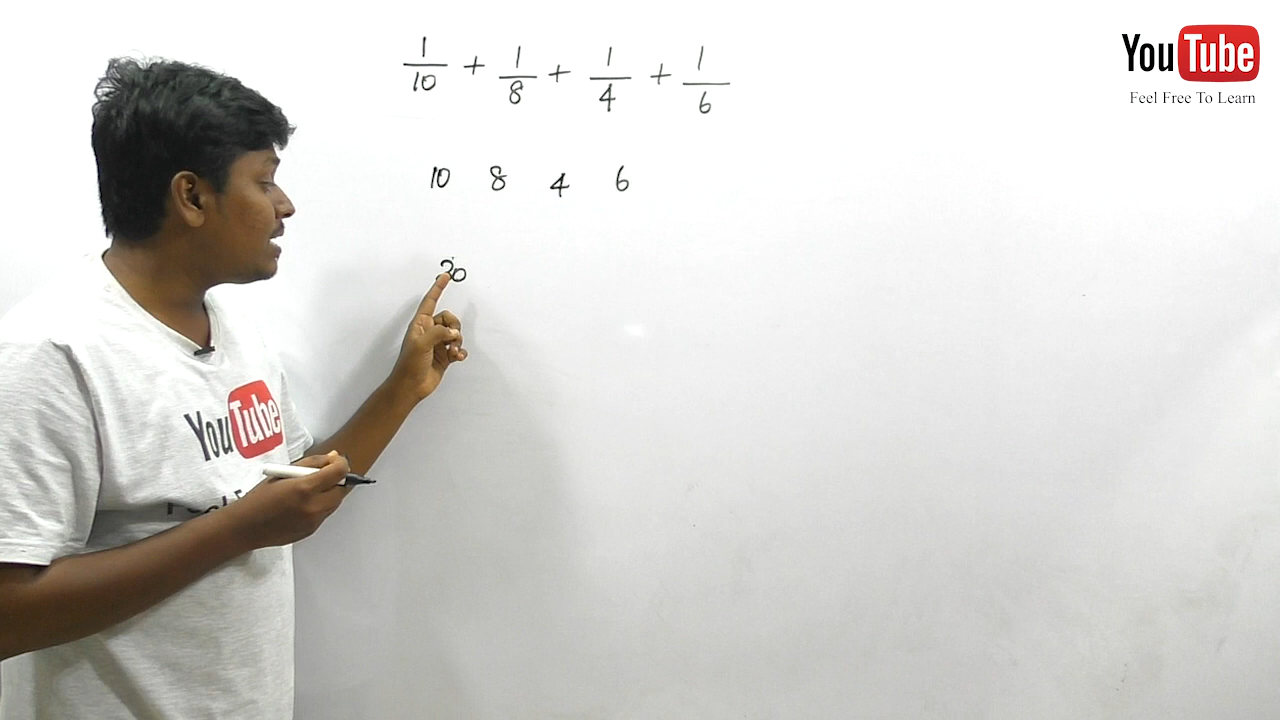 YouTube
Feel Free To Learn
1/10 + 1/8 + 1/4 + 1/6
10 8 4 6
YouTube